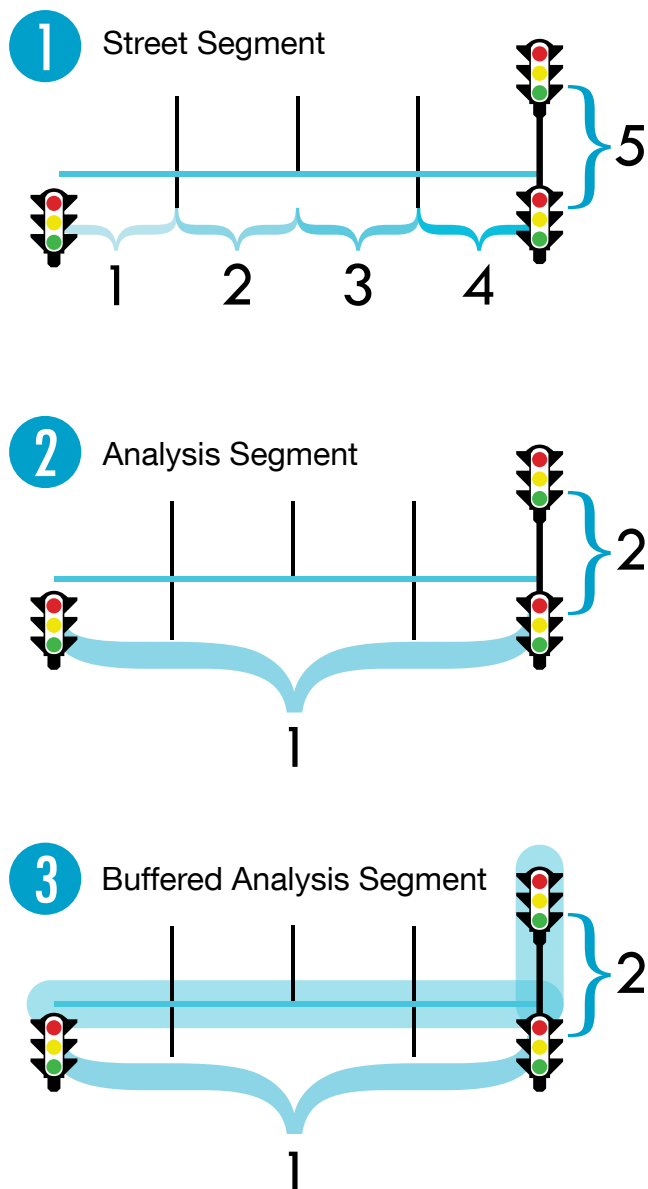 1 Street Segment
5
1 2 3 4
2 Analysis Segment
2
1
3 Buffered Analysis Segment
2
1